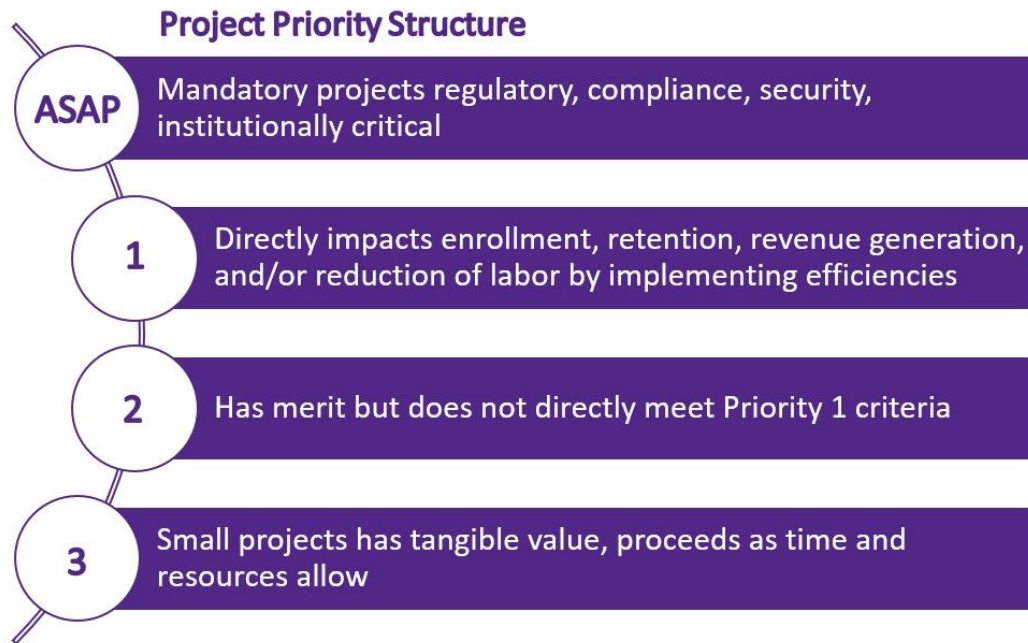 Project Priority Structure
ASAP
Mandatory projects regulatory, compliance, security,
institutionally critical
1
Directly impacts enrollment, retention, revenue generation,
and/or reduction of labor by implementing efficiencies
2
Has merit but does not directly meet Priority 1 criteria
3
Small projects has tangible value, proceeds as time and
resources allow